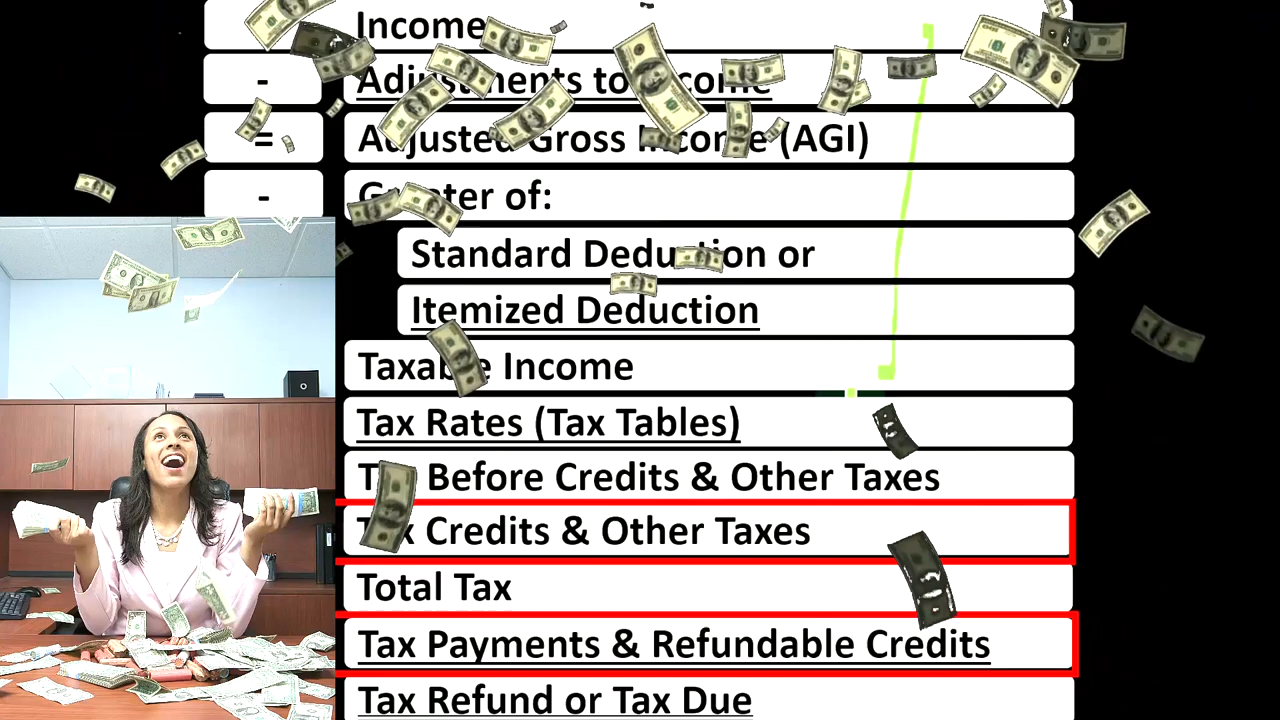 Income
- Adjustments to Income
= Adjusted Gross Income (AGI)
- Greater of:
Standard Deduction or
Itemized Deduction
Taxable Income
Tax Rates (Tax Tables)
Tax Before Credits & Other Taxes
Tax Credits & Other Taxes
Total Tax
Tax Payments & Refundable Credits
Tax Refund or Tax Due